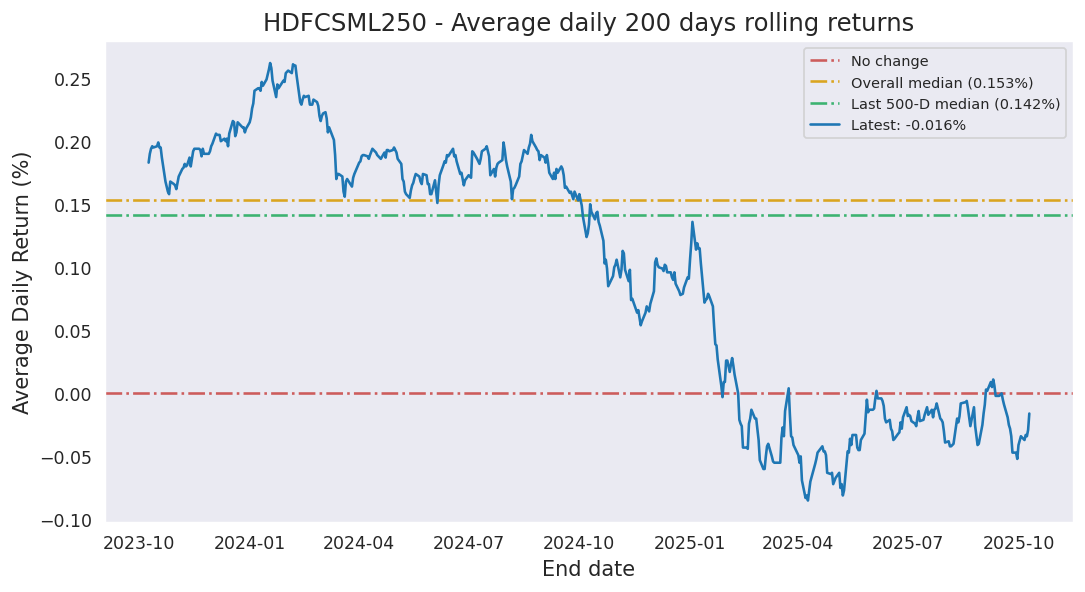 HDFCSML250 - Average daily 200 days rolling returns
Average Daily Return (%)
0.25
0.20
0.15
0.10
0.05
0.00
−0.05
−0.10
No change
Overall median (0.153%)
Last 500-D median (0.142%)
Latest: -0.016%
2023-10 2024-01 2024-04 2024-07 2024-10 2025-01 2025-04 2025-07 2025-10
End date